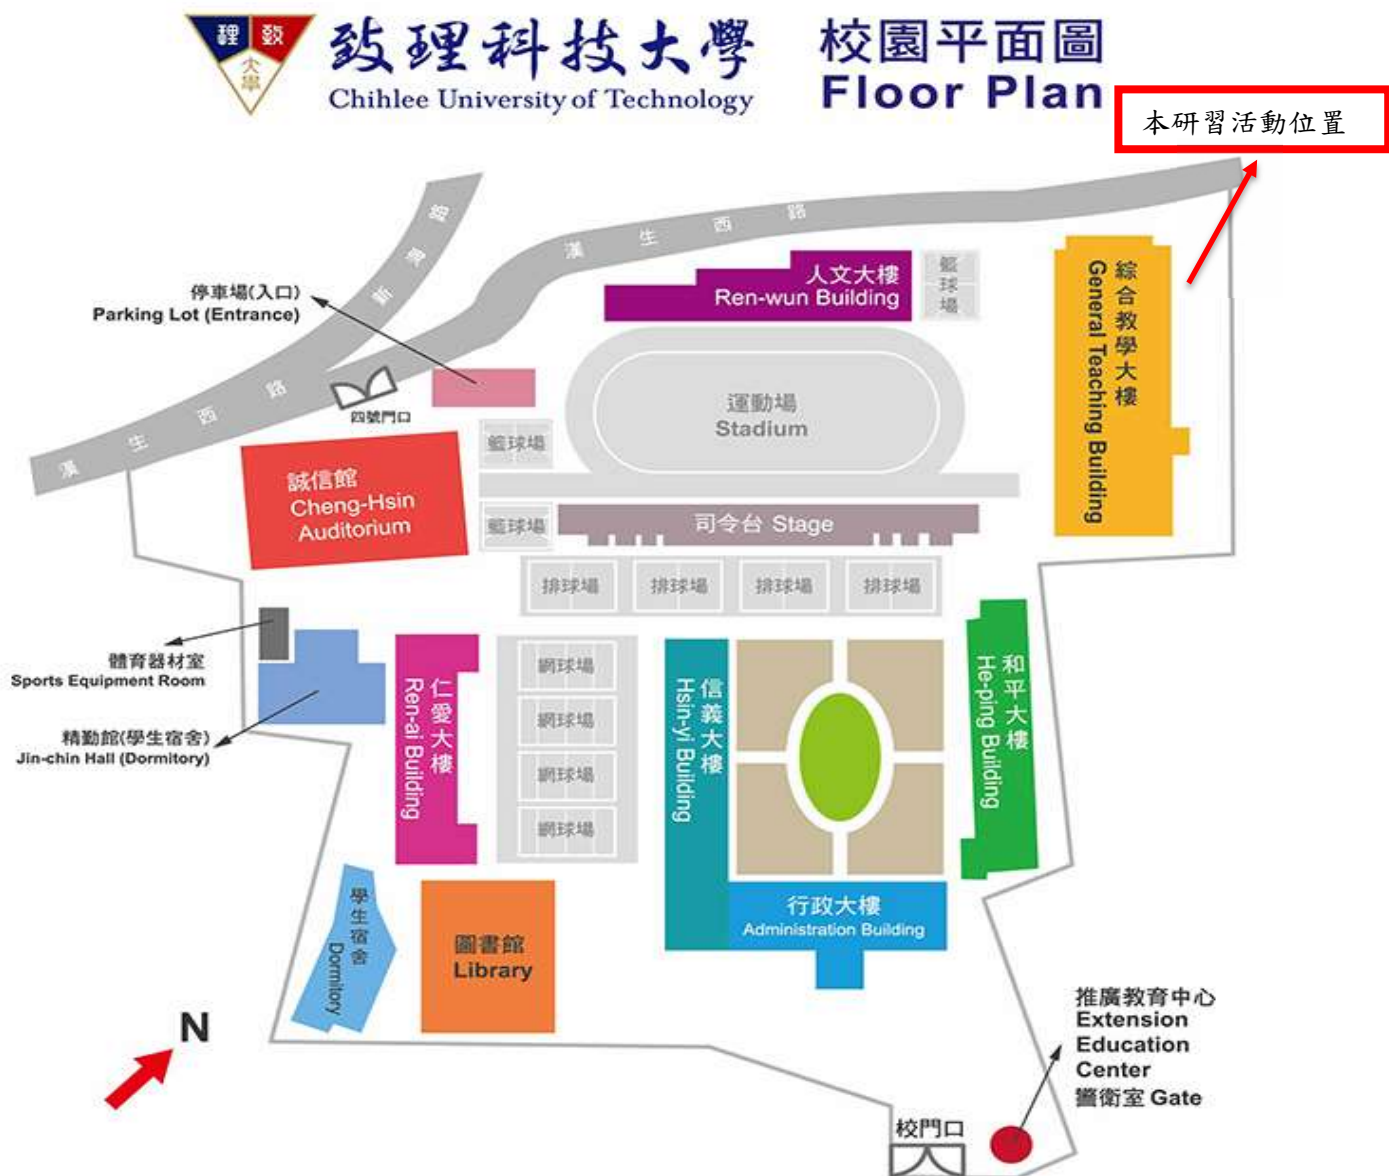 致理科技大學
Chihlee University of Technology
理 致
大學
校園平面圖
Floor Plan
本研習活動位置
新海路
漢生西路
漢生西路
停車場(入口)
Parking Lot (Entrance)
四號門口
人文大樓
Ren-wun Building
籃球場
綜合教學大樓
General Teaching Building
運動場
Stadium
籃球場
誠信館
Cheng-Hsin
Auditorium
籃球場
司令台 Stage
排球場
排球場
排球場
排球場
體育器材室
Sports Equipment Room
精勤館(學生宿舍)
Jin-chin Hall (Dormitory)
仁愛大樓
Ren-ai Building
網球場
網球場
網球場
網球場
信義大樓
Hsin-yi Building
和平大樓
He-ping Building
學生宿舍
Dormitory
圖書館
Library
行政大樓
Administration Building
N
推廣教育中心
Extension
Education
Center
警衛室 Gate
校門口